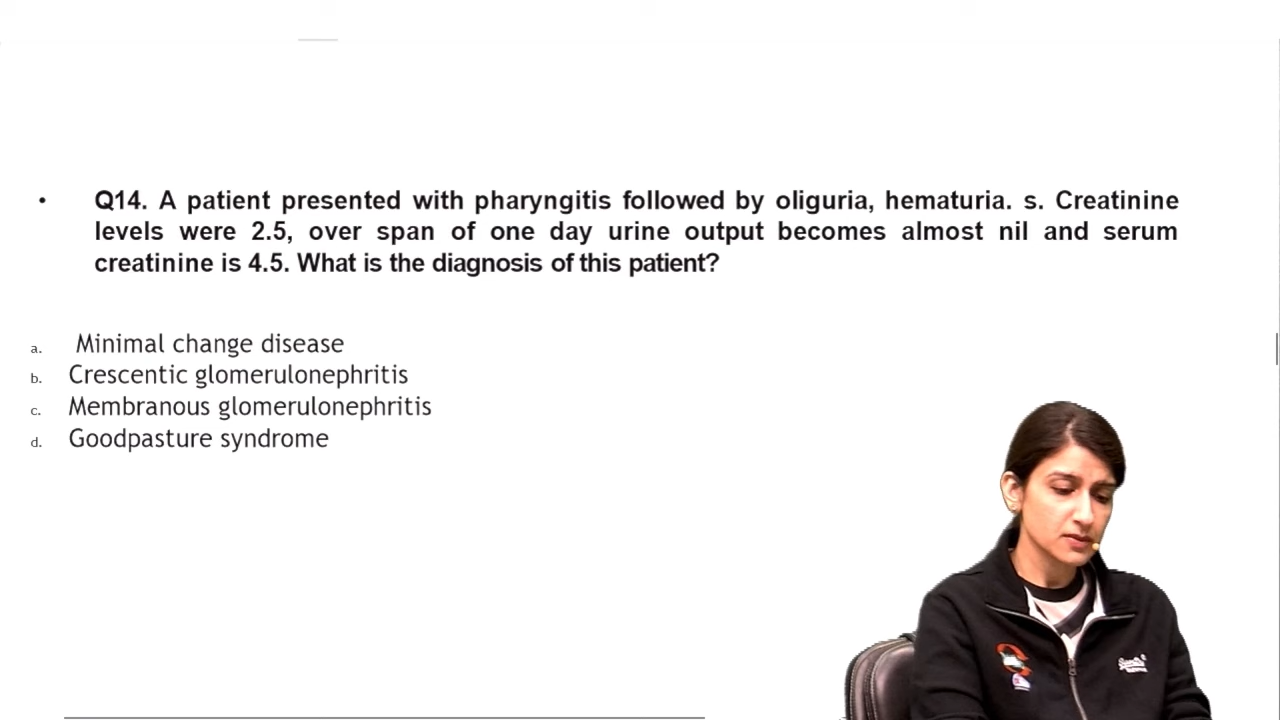 • Q14. A patient presented with pharyngitis followed by oliguria, hematuria. s. Creatinine
levels were 2.5, over span of one day urine output becomes almost nil and serum
creatinine is 4.5. What is the diagnosis of this patient?
a. Minimal change disease
b. Crescentic glomerulonephritis
c. Membranous glomerulonephritis
d. Goodpasture syndrome